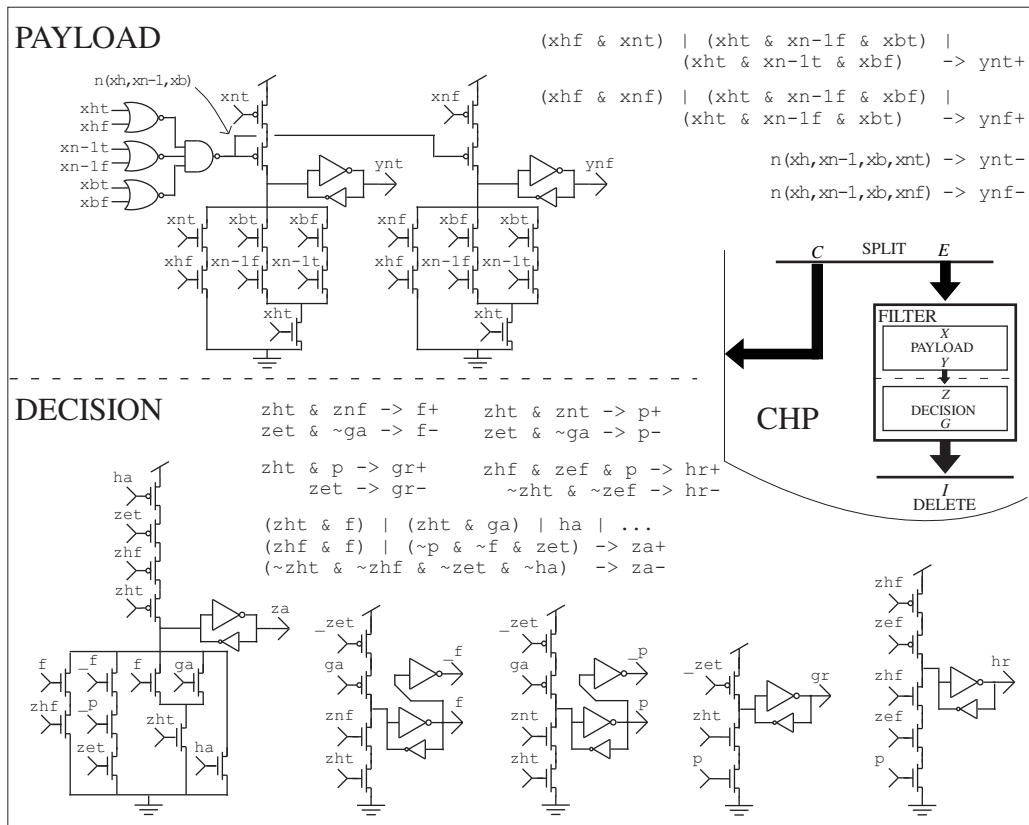 PAYLOAD
(xhf & xnt) | (xht & xn-1f & xbt) |
(xht & xn-1t & xbf) -> ynt+
(xhf & xnf) | (xht & xn-1f & xbf) |
(xht & xn-1f & xbt) -> ynf+
n(xh,xn-1,xb,xnt) -> ynt-
n(xh,xn-1,xb,xnf) -> ynf-
n(xh,xn-1,xb)
xnt
xnf
xht
xhf
xn-1t
xn-1f
xbt
xbf
ynt
ynf
xnt
xbt
xbf
xhf
xn-1f
xn-1t
xht
xnf
xbf
xbt
xhf
xn-1f
xn-1t
xht
C
SPLIT
E
FILTER
X
PAYLOAD
Y
Z
DECISION
G
CHP
I
DELETE
DECISION
zht & znf -> f+
zet & ~ga -> f-
zht & znt -> p+
zet & ~ga -> p-
zht & p -> gr+
zet -> gr-
zhf & zef & p -> hr+
~zht & ~zef -> hr-
(zht & f) | (zht & ga) | ha | ...
(zhf & f) | (~p & ~f & zet) -> za+
(~zht & ~zhf & ~zet & ~ha) -> za-
ha
zet
zhf
zht
za
f
_f
f
ga
zhf
_p
zht
zet
ha
_zet
ga
znf
zht
_f
f
_zet
ga
znt
zht
_p
p
_zet
zht
p
gr
zhf
zef
zhf
zef
p
hr